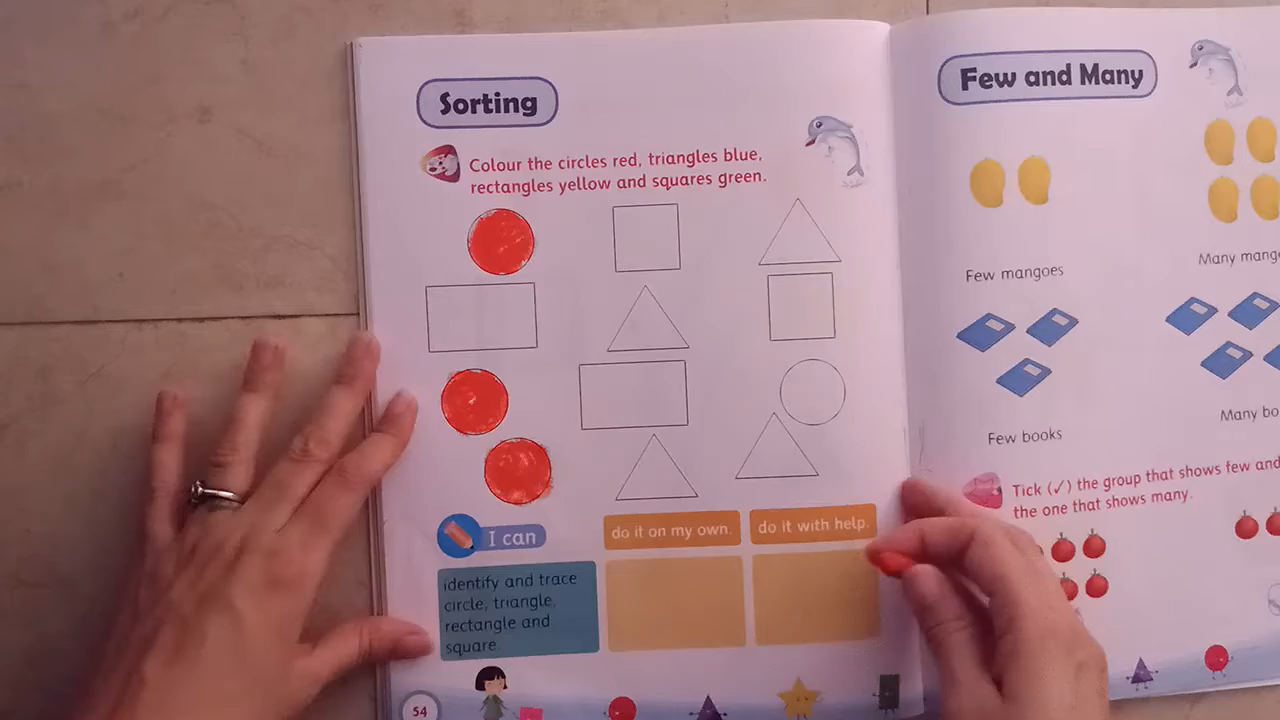 Sorting
Colour the circles red, triangles blue,
rectangles yellow and squares green.
I can
do it on my own.
do it with help.
identify and trace
circle, triangle,
rectangle and
square.
54
Few and Many
Few mangoes
Many
Few books
Many
Tick (✓) the group that shows few and
the one that shows many.